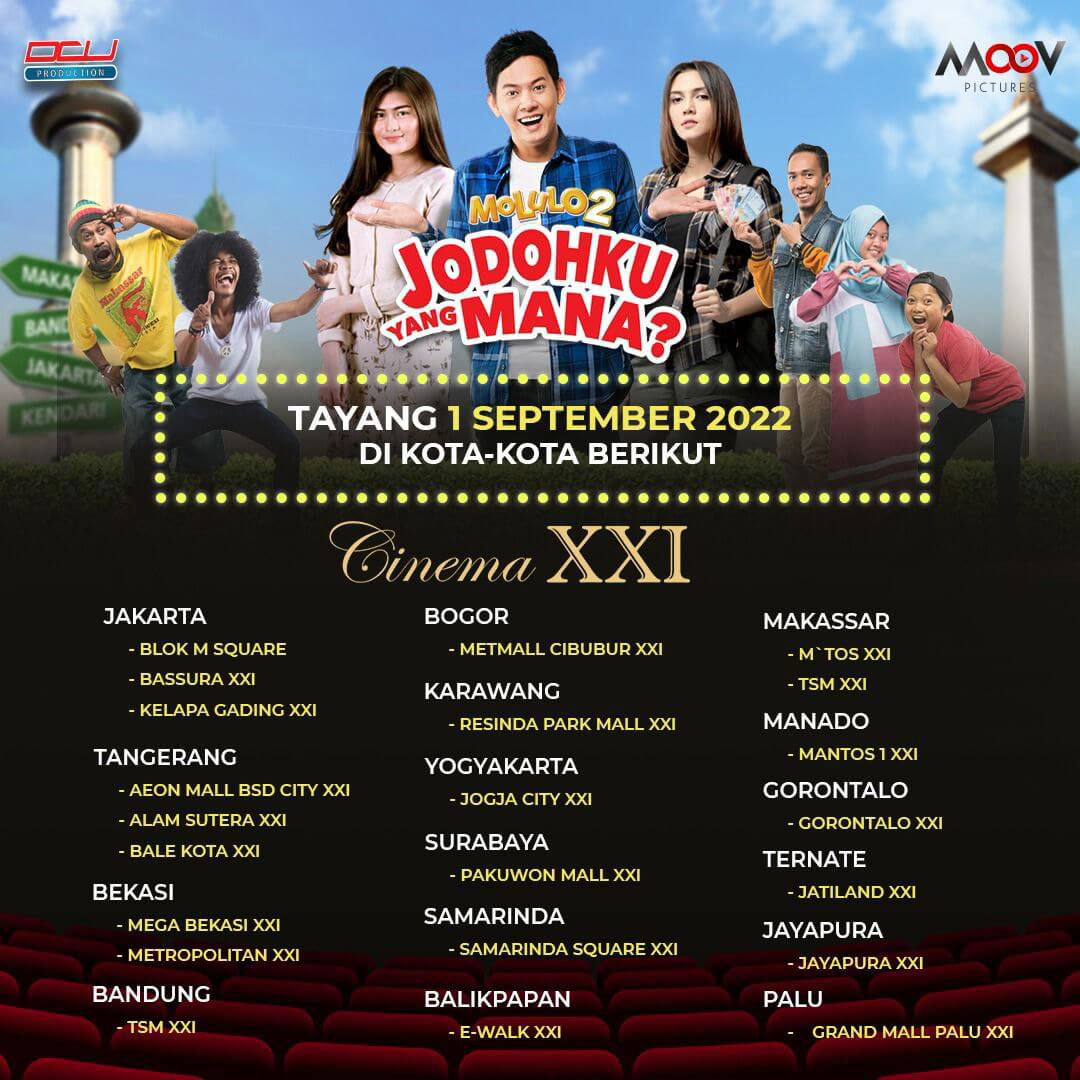 DCU
PRODUCTION
MOOV
PICTURES
MOLULO 2
JODOHKU
YANG MANA?
Makassar
BAND
JAKARTA
KENDARI
TAYANG 1 SEPTEMBER 2022
DI KOTA-KOTA BERIKUT
Cinema XXI
JAKARTA
- BLOK M SQUARE
- BASSURA XXI
- KELAPA GADING XXI
TANGERANG
- AEON MALL BSD CITY XXI
- ALAM SUTERA XXI
- BALE KOTA XXI
BEKASI
- MEGA BEKASI XXI
- METROPOLITAN XXI
BANDUNG
- TSM XXI
BOGOR
- METMALL CIBUBUR XXI
KARAWANG
- RESINDA PARK MALL XXI
YOGYAKARTA
- JOGJA CITY XXI
SURABAYA
- PAKUWON MALL XXI
SAMARINDA
- SAMARINDA SQUARE XXI
BALIKPAPAN
- E-WALK XXI
MAKASSAR
- M`TOS XXI
- TSM XXI
MANADO
- MANTOS 1 XXI
GORONTALO
- GORONTALO XXI
TERNATE
- JATILAND XXI
JAYAPURA
- JAYAPURA XXI
PALU
- GRAND MALL PALU XXI